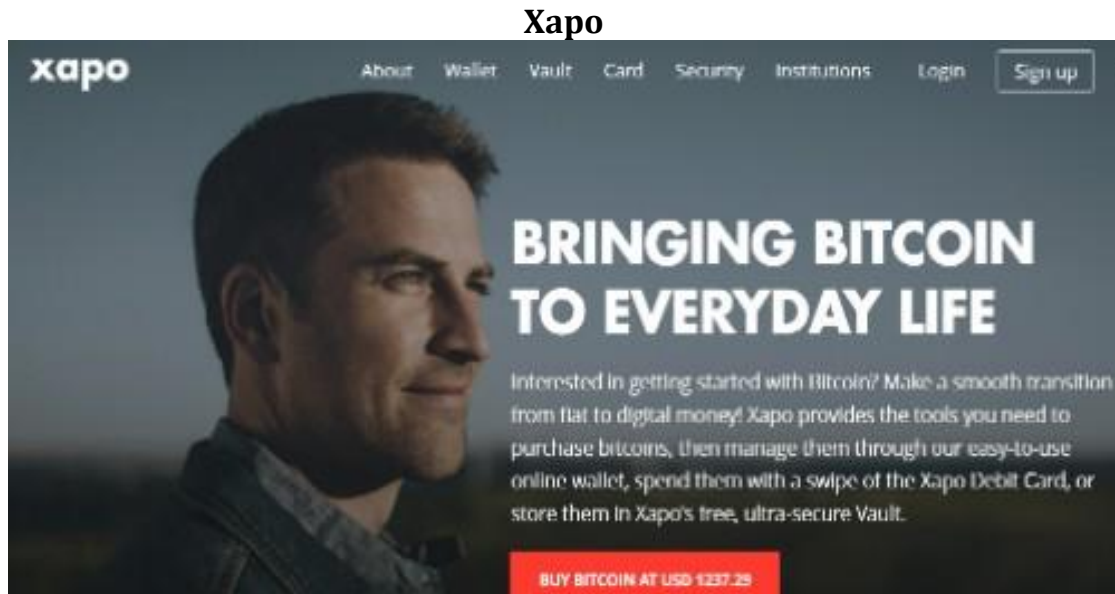 Xapo
xapo
About Wallet Vault Card Security Institutions Login Sign up
BRINGING BITCOIN
TO EVERYDAY LIFE
Interested in getting started with Bitcoin? Make a smooth transition
from fiat to digital money! Xapo provides the tools you need to
purchase bitcoins, then manage them through our easy-to-use
online wallet, spend them with a swipe of the Xapo Debit Card, or
store them in Xapo's free, ultra-secure Vault.
BUY BITCOIN AT USD 1237.29